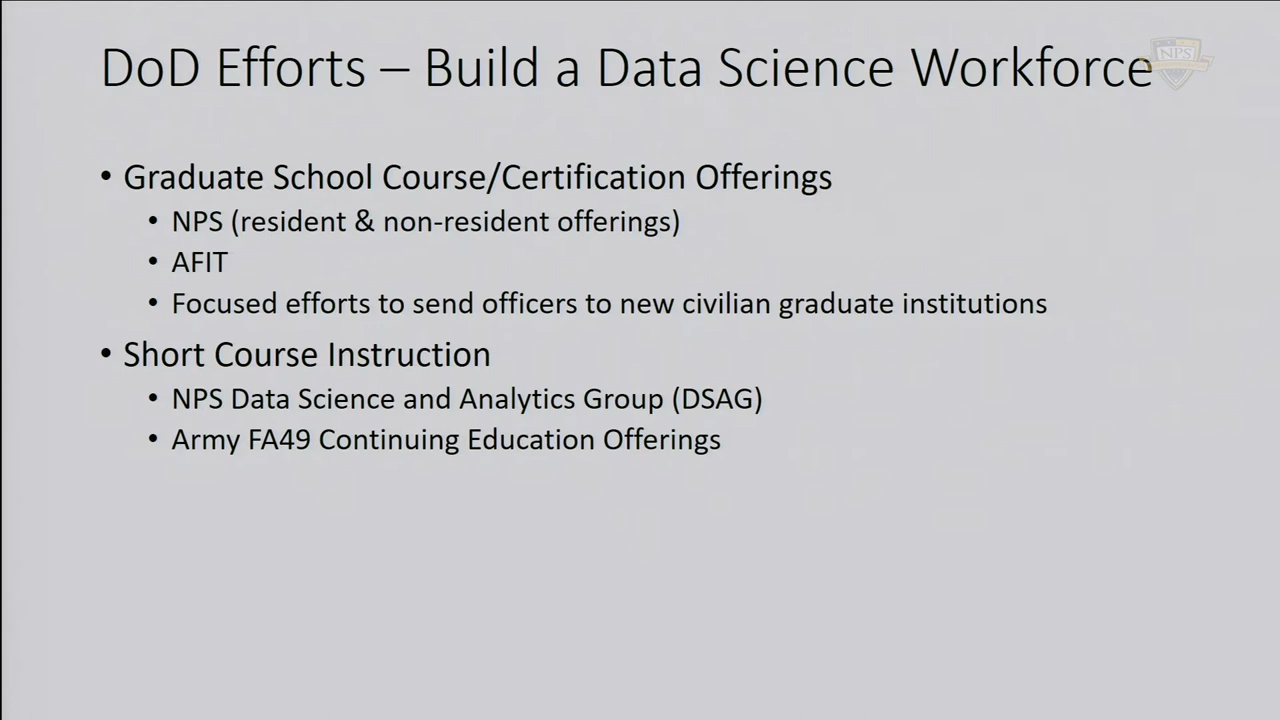 DoD Efforts – Build a Data Science Workforce
NPS
• Graduate School Course/Certification Offerings
• NPS (resident & non-resident offerings)
• AFIT
• Focused efforts to send officers to new civilian graduate institutions
• Short Course Instruction
• NPS Data Science and Analytics Group (DSAG)
• Army FA49 Continuing Education Offerings